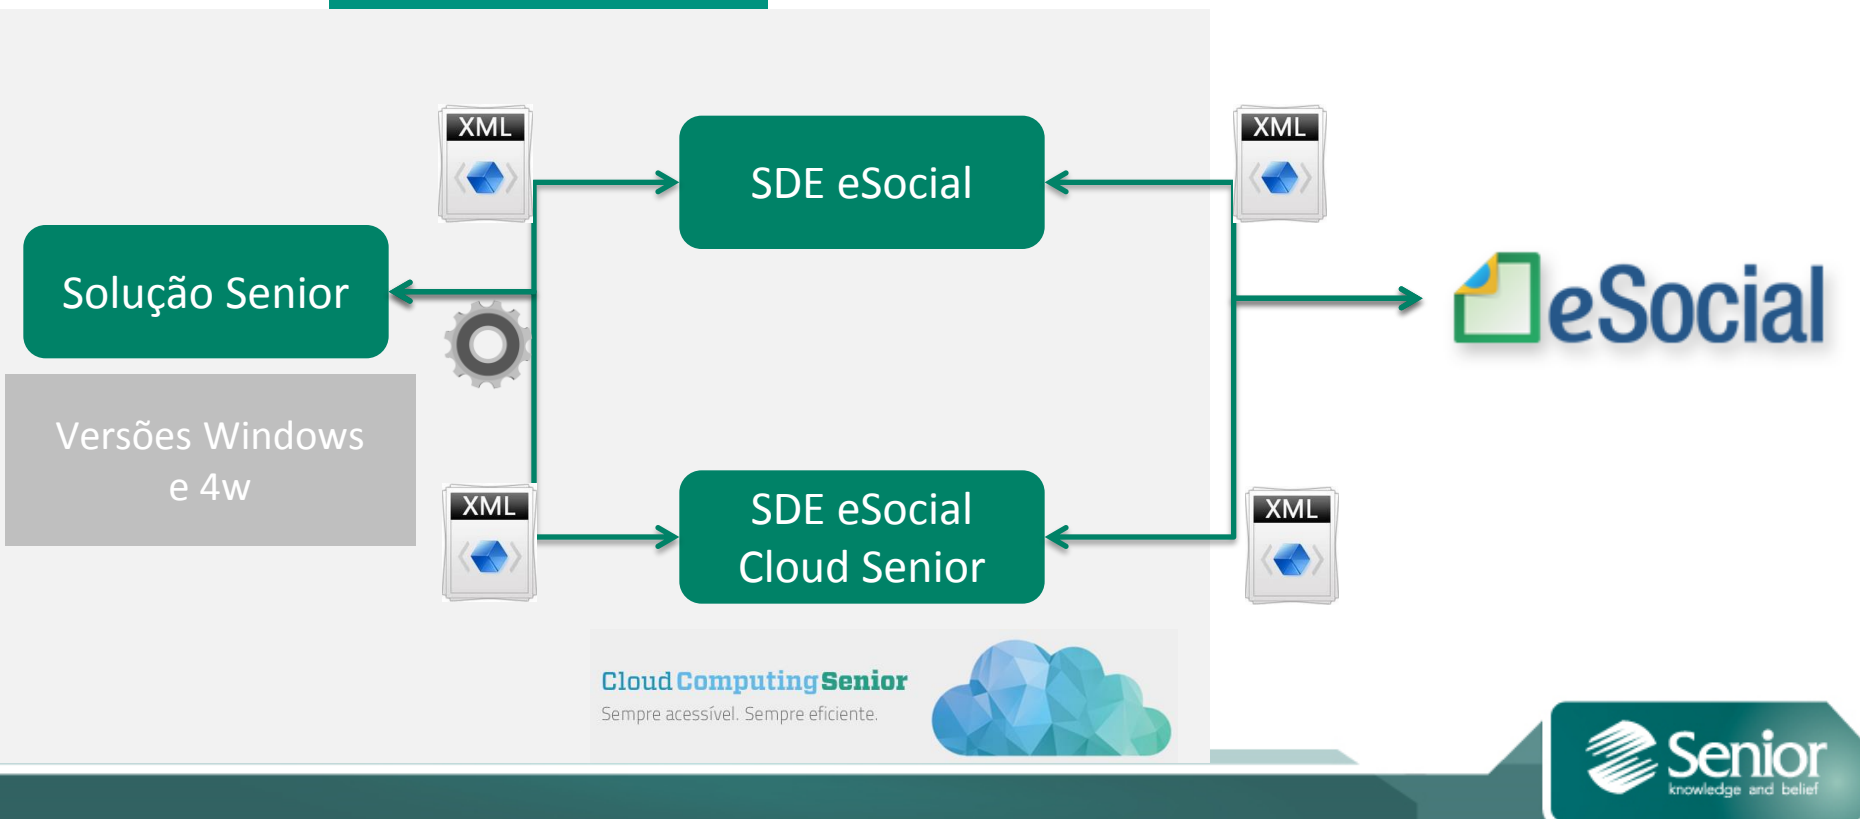 XML
SDE eSocial
XML
Solução Senior
eSocial
Versões Windows
e 4w
XML
SDE eSocial
Cloud Senior
XML
Cloud Computing Senior
Sempre acessível. Sempre eficiente.
Senior
knowledge and belief